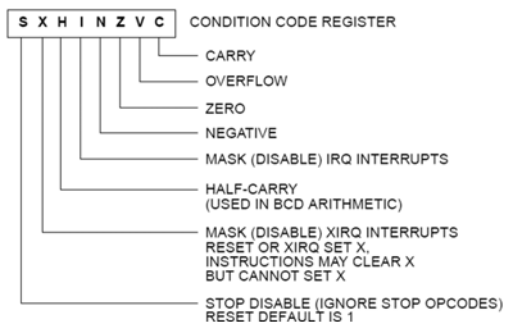 S X H I N Z V C CONDITION CODE REGISTER
CARRY
OVERFLOW
ZERO
NEGATIVE
MASK (DISABLE) IRQ INTERRUPTS
HALF-CARRY
(USED IN BCD ARITHMETIC)
MASK (DISABLE) XIRQ INTERRUPTS
RESET OR XIRQ SET X,
INSTRUCTIONS MAY CLEAR X
BUT CANNOT SET X
STOP DISABLE (IGNORE STOP OPCODES)
RESET DEFAULT IS 1